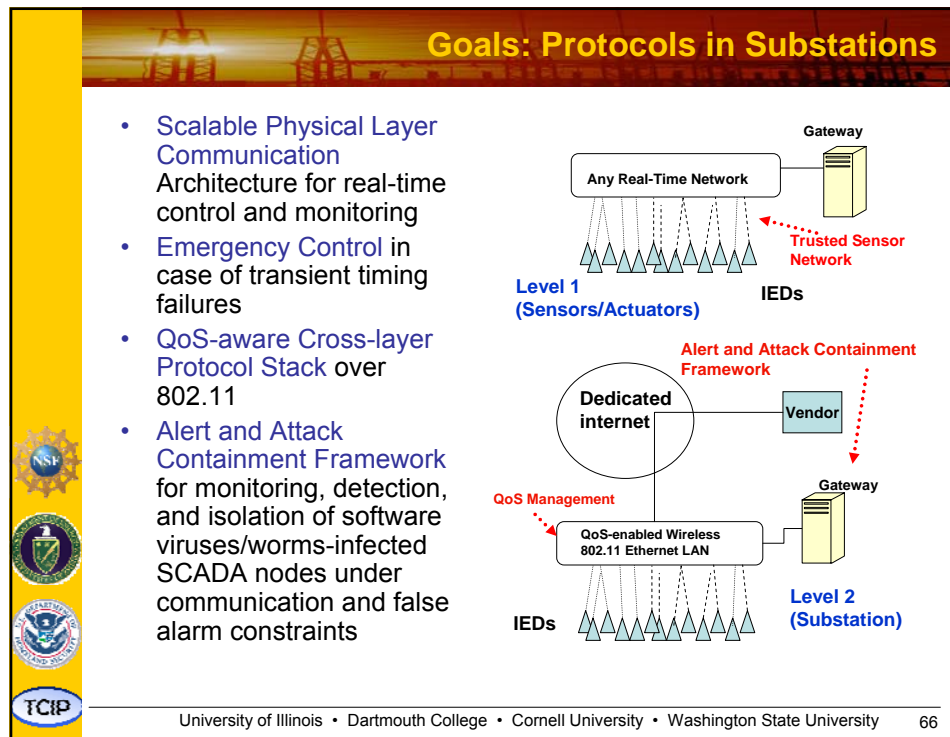 Goals: Protocols in Substations
• Scalable Physical Layer
Communication
Architecture for real-time
control and monitoring
• Emergency Control in
case of transient timing
failures
• QoS-aware Cross-layer
Protocol Stack over
802.11
• Alert and Attack
Containment Framework
for monitoring, detection,
and isolation of software
viruses/worms-infected
SCADA nodes under
communication and false
alarm constraints
Gateway
Any Real-Time Network
Trusted Sensor
Network
Level 1
(Sensors/Actuators)
IEDs
Alert and Attack Containment
Framework
Dedicated
internet
Vendor
Gateway
QoS Management
QoS-enabled Wireless
802.11 Ethernet LAN
Level 2
(Substation)
IEDs
NSF
U.S. DEPARTMENT OF
HOMELAND SECURITY
TCIP
University of Illinois • Dartmouth College • Cornell University • Washington State University
66